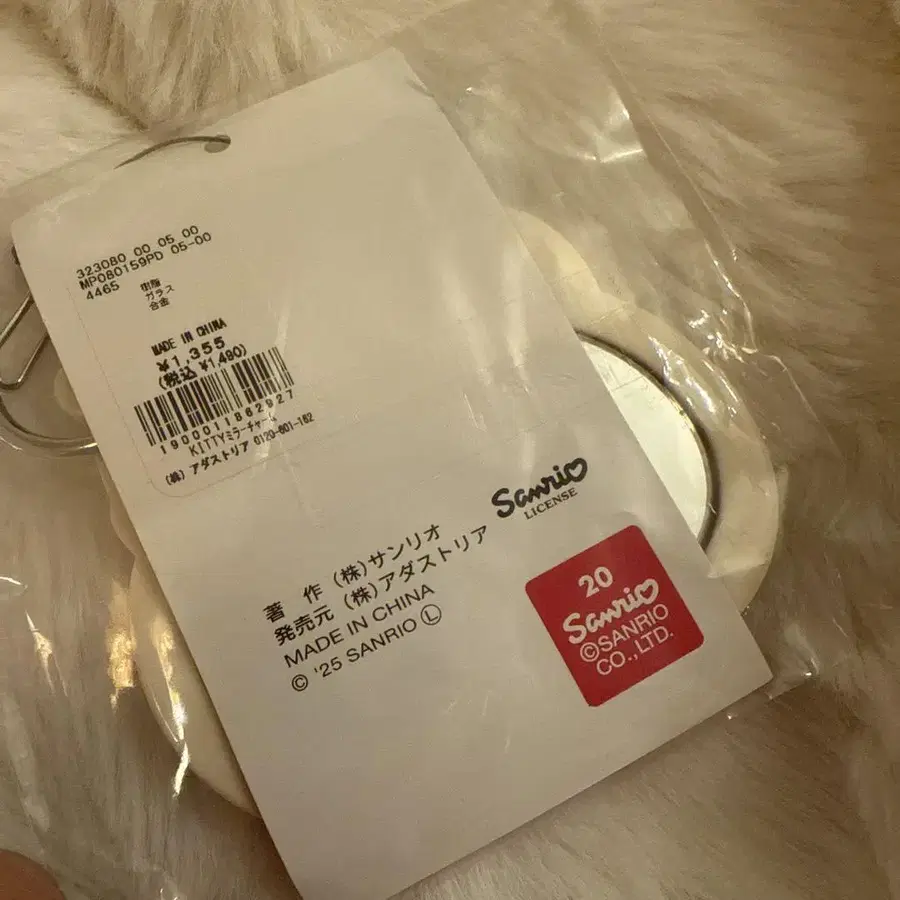 323080 00 05 00
MP080159PD 05-00
4465 樹脂
ガラス
合金
MADE IN CHINA
¥1,355
(税込 ¥1,490)
1900011862927
KITTYミラーチャーム
(株) アダストリア 0120-601-162
Sanrio
LICENSE
著 作 (株)サンリオ
発売元 (株)アダストリア
MADE IN CHINA
© '25 SANRIO Ⓛ
20
Sanrio
©SANRIO
CO.,LTD.